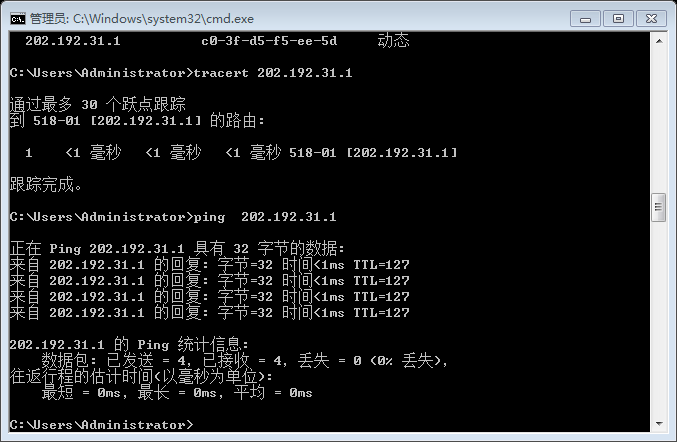 管理员: C:\Windows\system32\cmd.exe
202.192.31.1 c0-3f-d5-f5-ee-5d 动态
C:\Users\Administrator>tracert 202.192.31.1
通过最多 30 个跃点跟踪
到 518-01 [202.192.31.1] 的路由:
1 <1 毫秒 <1 毫秒 <1 毫秒 518-01 [202.192.31.1]
跟踪完成。
C:\Users\Administrator>ping  202.192.31.1
正在 Ping 202.192.31.1 具有 32 字节的数据:
来自 202.192.31.1 的回复: 字节=32 时间<1ms TTL=127
来自 202.192.31.1 的回复: 字节=32 时间<1ms TTL=127
来自 202.192.31.1 的回复: 字节=32 时间<1ms TTL=127
来自 202.192.31.1 的回复: 字节=32 时间<1ms TTL=127
202.192.31.1 的 Ping 统计信息:
数据包: 已发送 = 4, 已接收 = 4, 丢失 = 0 (0% 丢失),
往返行程的估计时间(以毫秒为单位):
最短 = 0ms, 最长 = 0ms, 平均 = 0ms
C:\Users\Administrator>